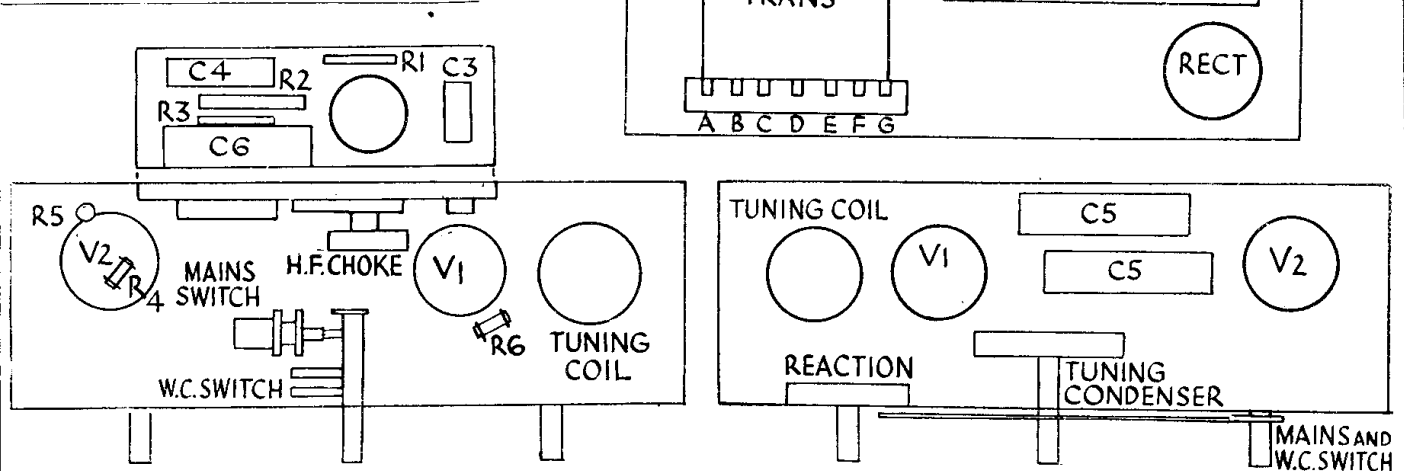 TRANS
RECT
A B C D E F G
C4
R1
C3
R2
R3
C6
R5
V2
R4
MAINS
SWITCH
H.F.CHOKE
V1
R6
TUNING
COIL
W.C.SWITCH
TUNING COIL
V1
C5
C5
V2
REACTION
TUNING
CONDENSER
MAINS AND
W.C.SWITCH